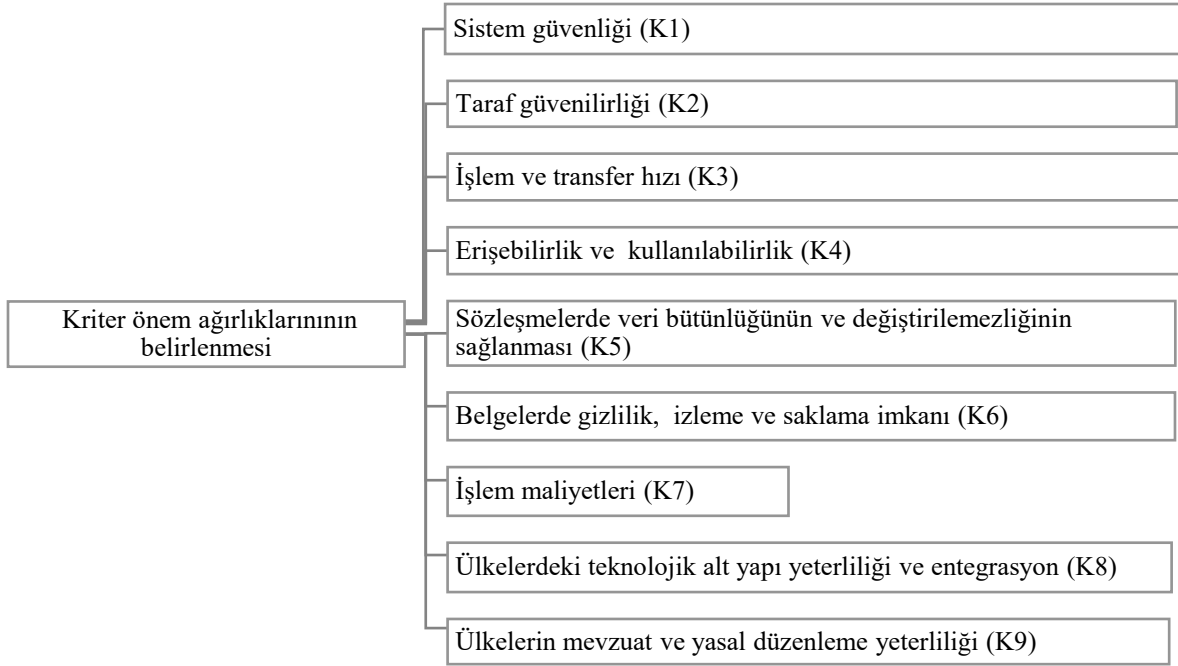 Sistem güvenliği (K1)
Taraf güvenilirliği (K2)
İşlem ve transfer hızı (K3)
Erişebilirlik ve kullanılabilirlik (K4)
Kriter önem ağırlıklarınının
belirlenmesi
Sözleşmelerde veri bütünlüğünün ve değiştirilemezliğinin
sağlanması (K5)
Belgelerde gizlilik, izleme ve saklama imkanı (K6)
İşlem maliyetleri (K7)
Ülkelerdeki teknolojik alt yapı yeterliliği ve entegrasyon (K8)
Ülkelerin mevzuat ve yasal düzenleme yeterliliği (K9)